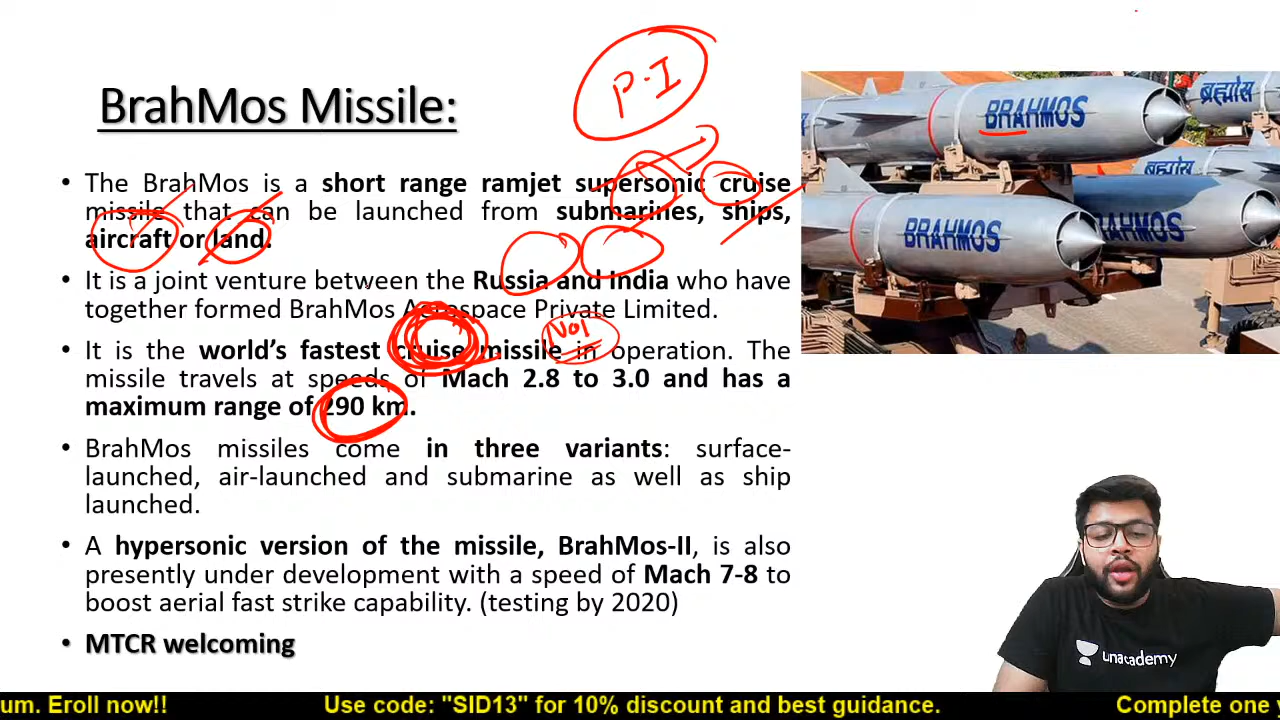 P.I
BrahMos Missile:
• The BrahMos is a short range ramjet supersonic cruise
missile that can be launched from submarines, ships,
aircraft or land.
• It is a joint venture between the Russia and India who have
together formed BrahMos Aerospace Private Limited.
NO1
• It is the world's fastest cruise missile in operation. The
missile travels at speeds of Mach 2.8 to 3.0 and has a
maximum range of 290 km.
• BrahMos missiles come in three variants: surface-
launched, air-launched and submarine as well as ship
launched.
• A hypersonic version of the missile, BrahMos-II, is also
presently under development with a speed of Mach 7-8 to
boost aerial fast strike capability. (testing by 2020)
• MTCR welcoming
BRAHMOS
ब्रह्मोस
ब्रह्मोस
BRAHMOS
BRAHMOS
unacademy
um. Eroll now!! Use code: "SID13" for 10% discount and best guidance. Complete one y